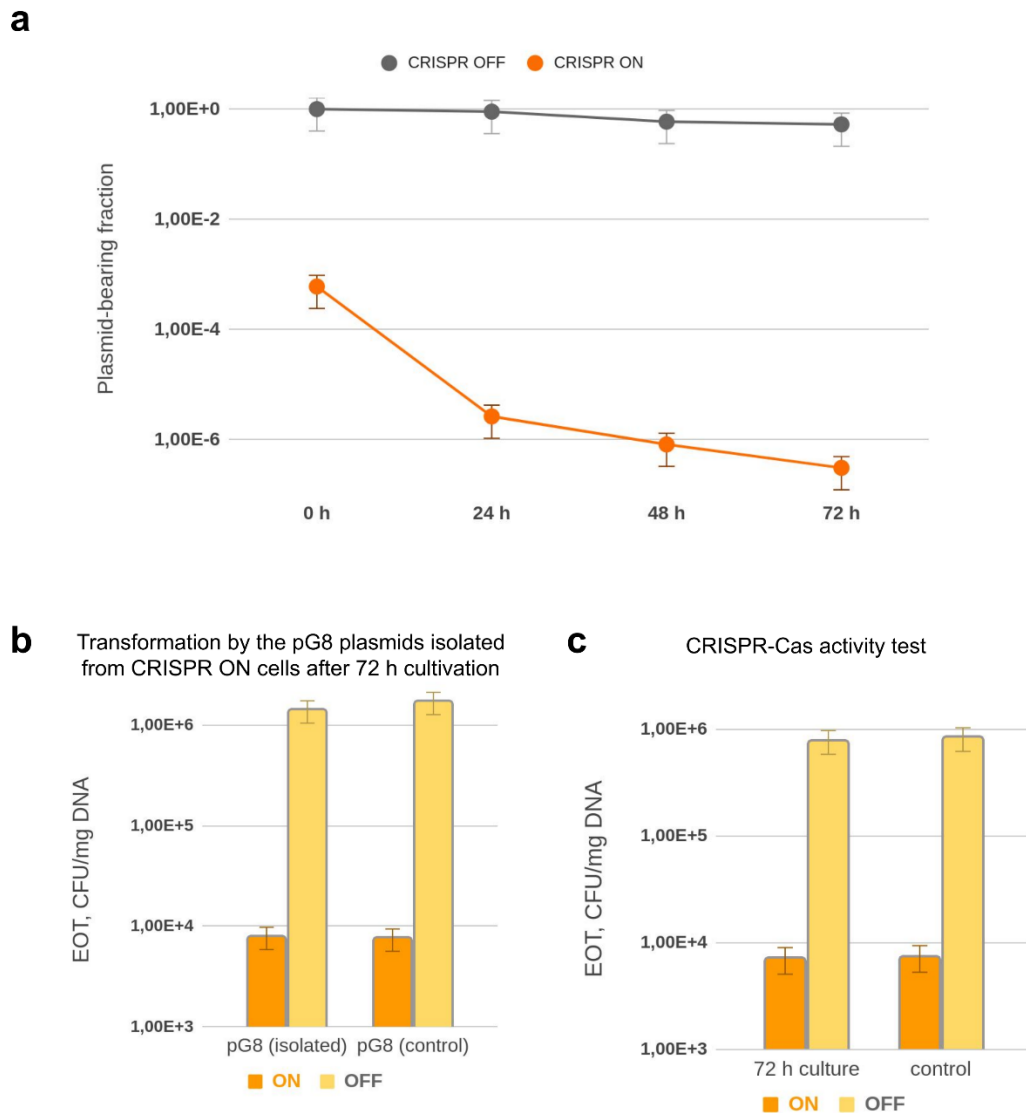 a
CRISPR OFF CRISPR ON
Plasmid-bearing fraction
1,00E+0
1,00E-2
1,00E-4
1,00E-6
0 h 24 h 48 h 72 h
b
Transformation by the pG8 plasmids isolated
from CRISPR ON cells after 72 h cultivation
EOT, CFU/mg DNA
1,00E+6
1,00E+5
1,00E+4
1,00E+3
pG8 (isolated) pG8 (control)
ON OFF
c
CRISPR-Cas activity test
EOT, CFU/mg DNA
1,00E+6
1,00E+5
1,00E+4
1,00E+3
72 h culture control
ON OFF